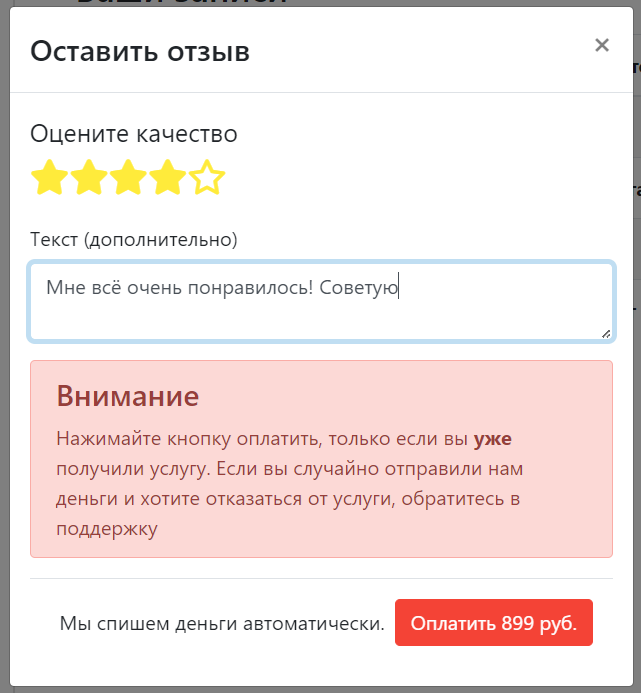 Ваши записи
Оставить отзыв
×
Оцените качество
Текст (дополнительно)
Мне всё очень понравилось! Советую
Внимание
Нажимайте кнопку оплатить, только если вы уже
получили услугу. Если вы случайно отправили нам
деньги и хотите отказаться от услуги, обратитесь в
поддержку
Мы спишем деньги автоматически.
Оплатить 899 руб.